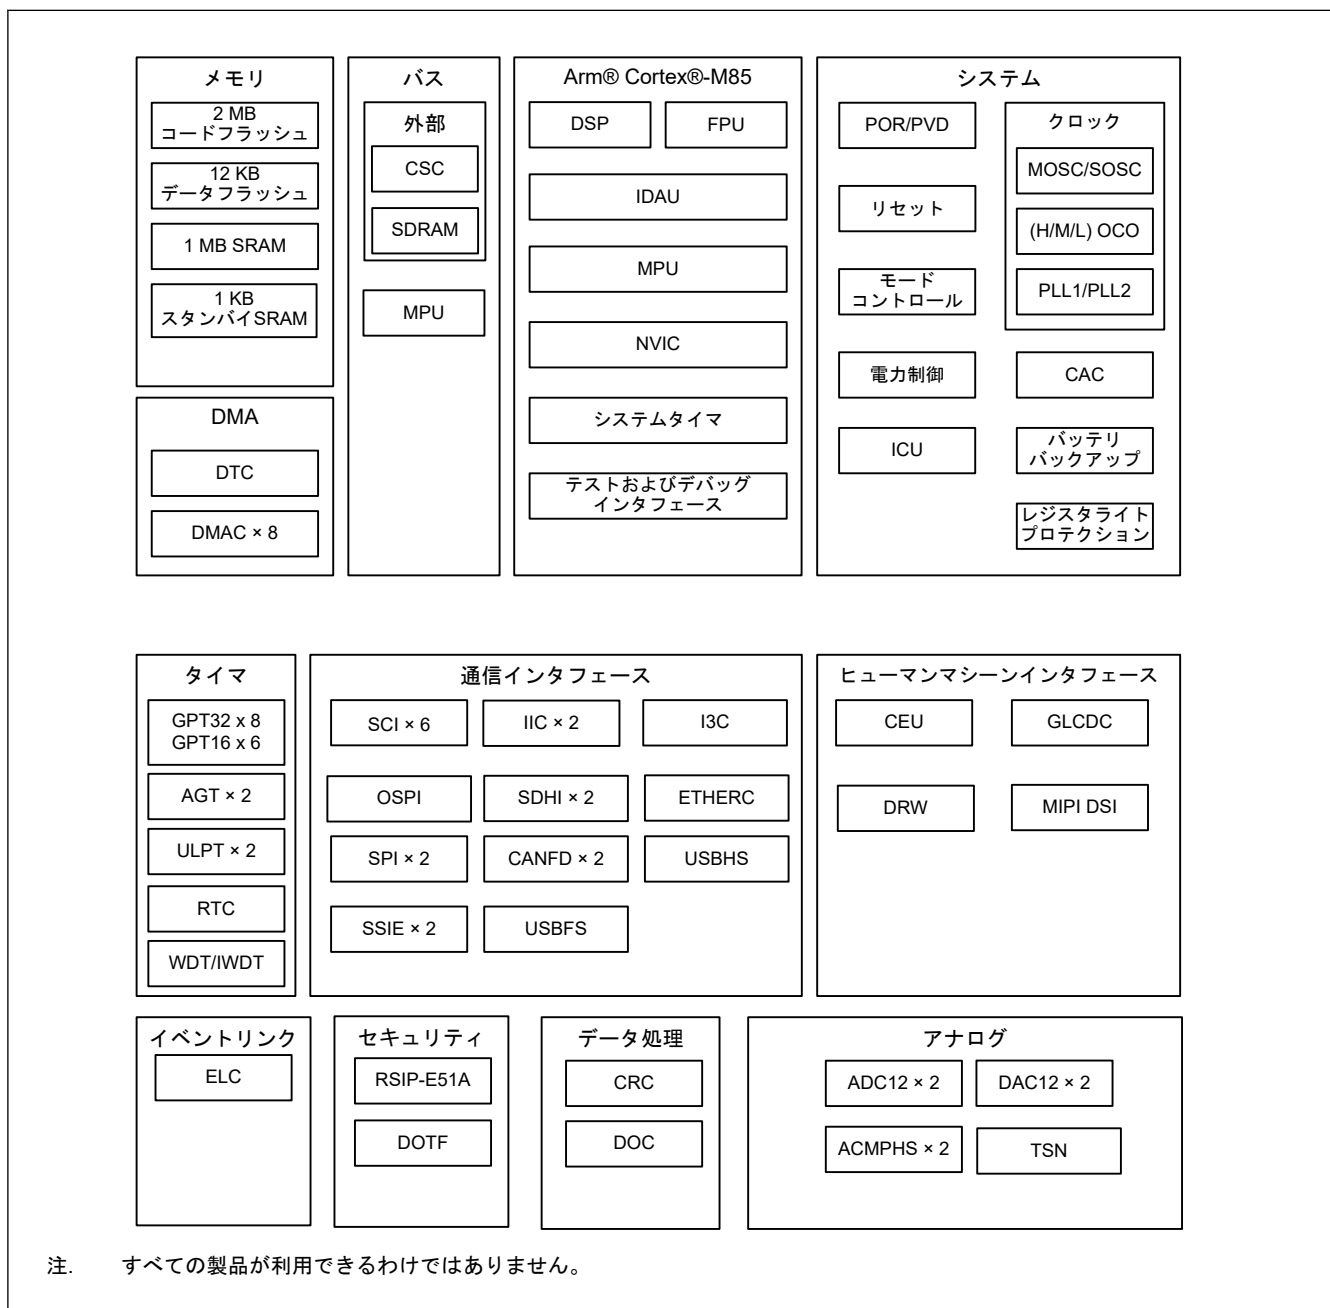 メモリ
2 MB
コードフラッシュ
12 KB
データフラッシュ
1 MB SRAM
1 KB
スタンバイSRAM
DMA
DTC
DMAC × 8
バス
外部
CSC
SDRAM
MPU
Arm® Cortex®-M85
DSP
FPU
IDAU
MPU
NVIC
システムタイマ
テストおよびデバッグ
インタフェース
システム
POR/PVD
リセット
モード
コントロール
電力制御
ICU
クロック
MOSC/SOSC
(H/M/L) OCO
PLL1/PLL2
CAC
バッテリ
バックアップ
レジスタライト
プロテクション
タイマ
GPT32 x 8
GPT16 x 6
AGT × 2
ULPT × 2
RTC
WDT/IWDT
通信インタフェース
SCI × 6
IIC × 2
I3C
OSPI
SDHI × 2
ETHERC
SPI × 2
CANFD × 2
USBHS
SSIE × 2
USBFS
ヒューマンマシーンインタフェース
CEU
GLCDC
DRW
MIPI DSI
イベントリンク
ELC
セキュリティ
RSIP-E51A
DOTF
データ処理
CRC
DOC
アナログ
ADC12 × 2
DAC12 × 2
ACMPHS × 2
TSN
注. すべての製品が利用できるわけではありません。